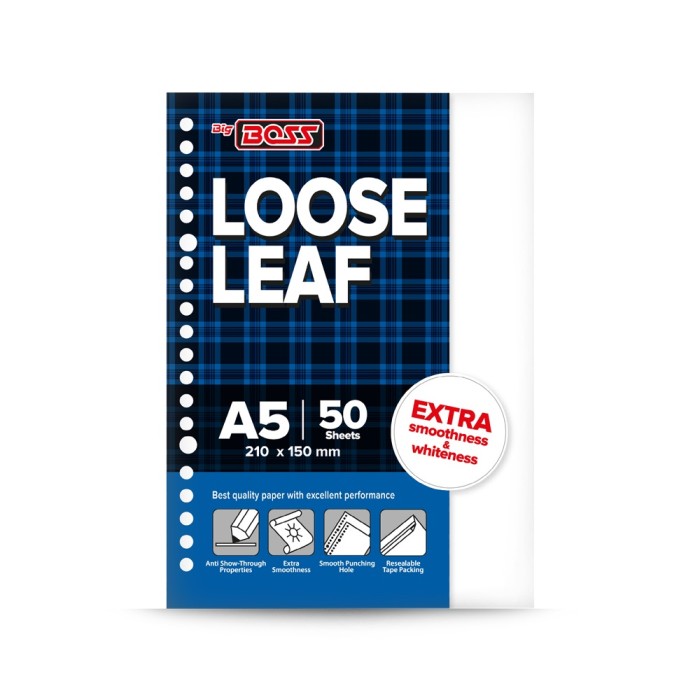 Big BOSS
LOOSE
LEAF
A5 | 50
Sheets
210 x 150 mm
EXTRA
smoothness
&
whiteness
Best quality paper with excellent performance
Anti Show-Through
Properties
Extra
Smoothness
Smooth Punching
Hole
Resealable
Tape Packing